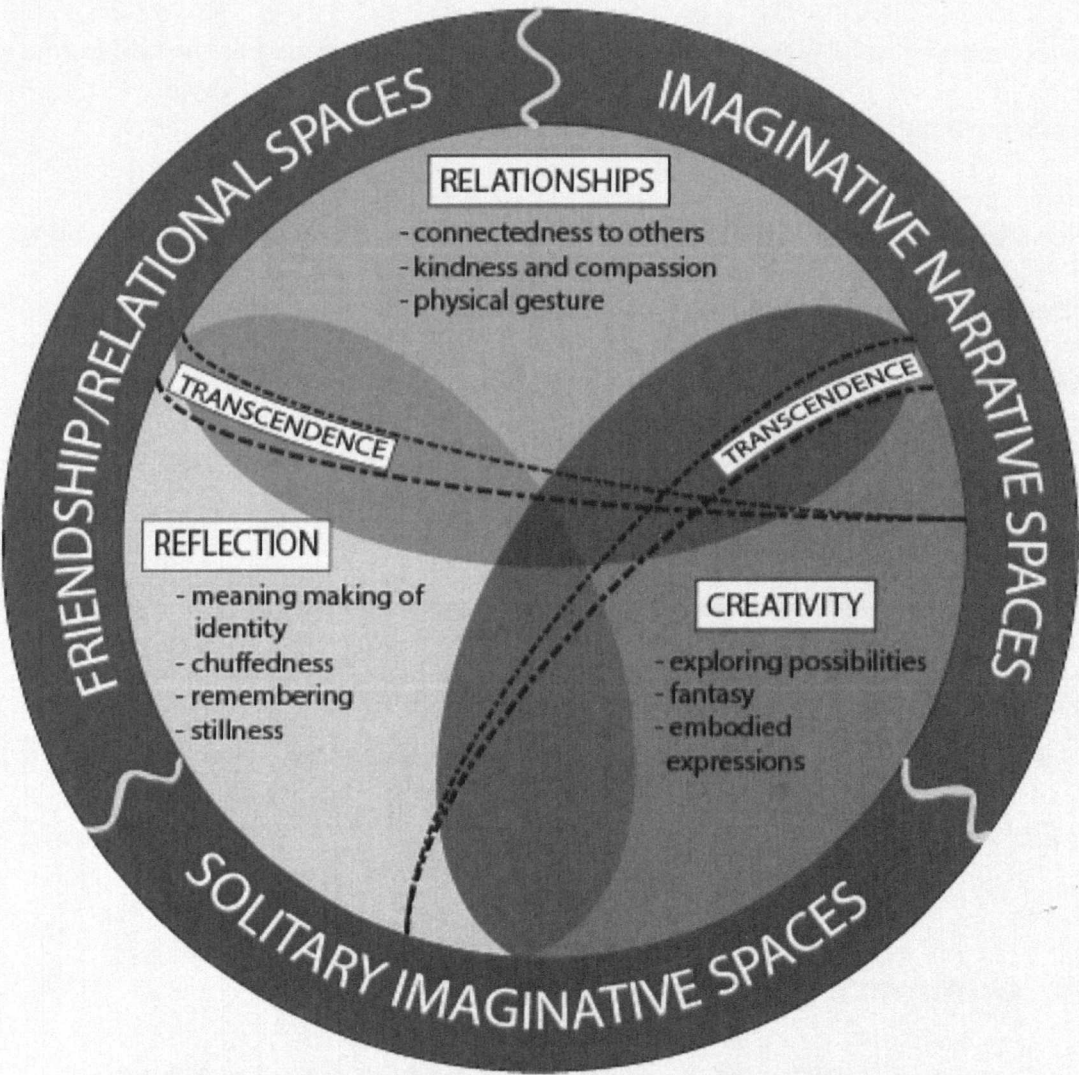 FRIENDSHIP/RELATIONAL SPACES
IMAGINATIVE NARRATIVE SPACES
RELATIONSHIPS
- connectedness to others
- kindness and compassion
- physical gesture
TRANSCENDENCE
TRANSCENDENCE
REFLECTION
- meaning making of
identity
- chuffedness
- remembering
- stillness
CREATIVITY
- exploring possibilities
- fantasy
- embodied
expressions
SOLITARY IMAGINATIVE SPACES